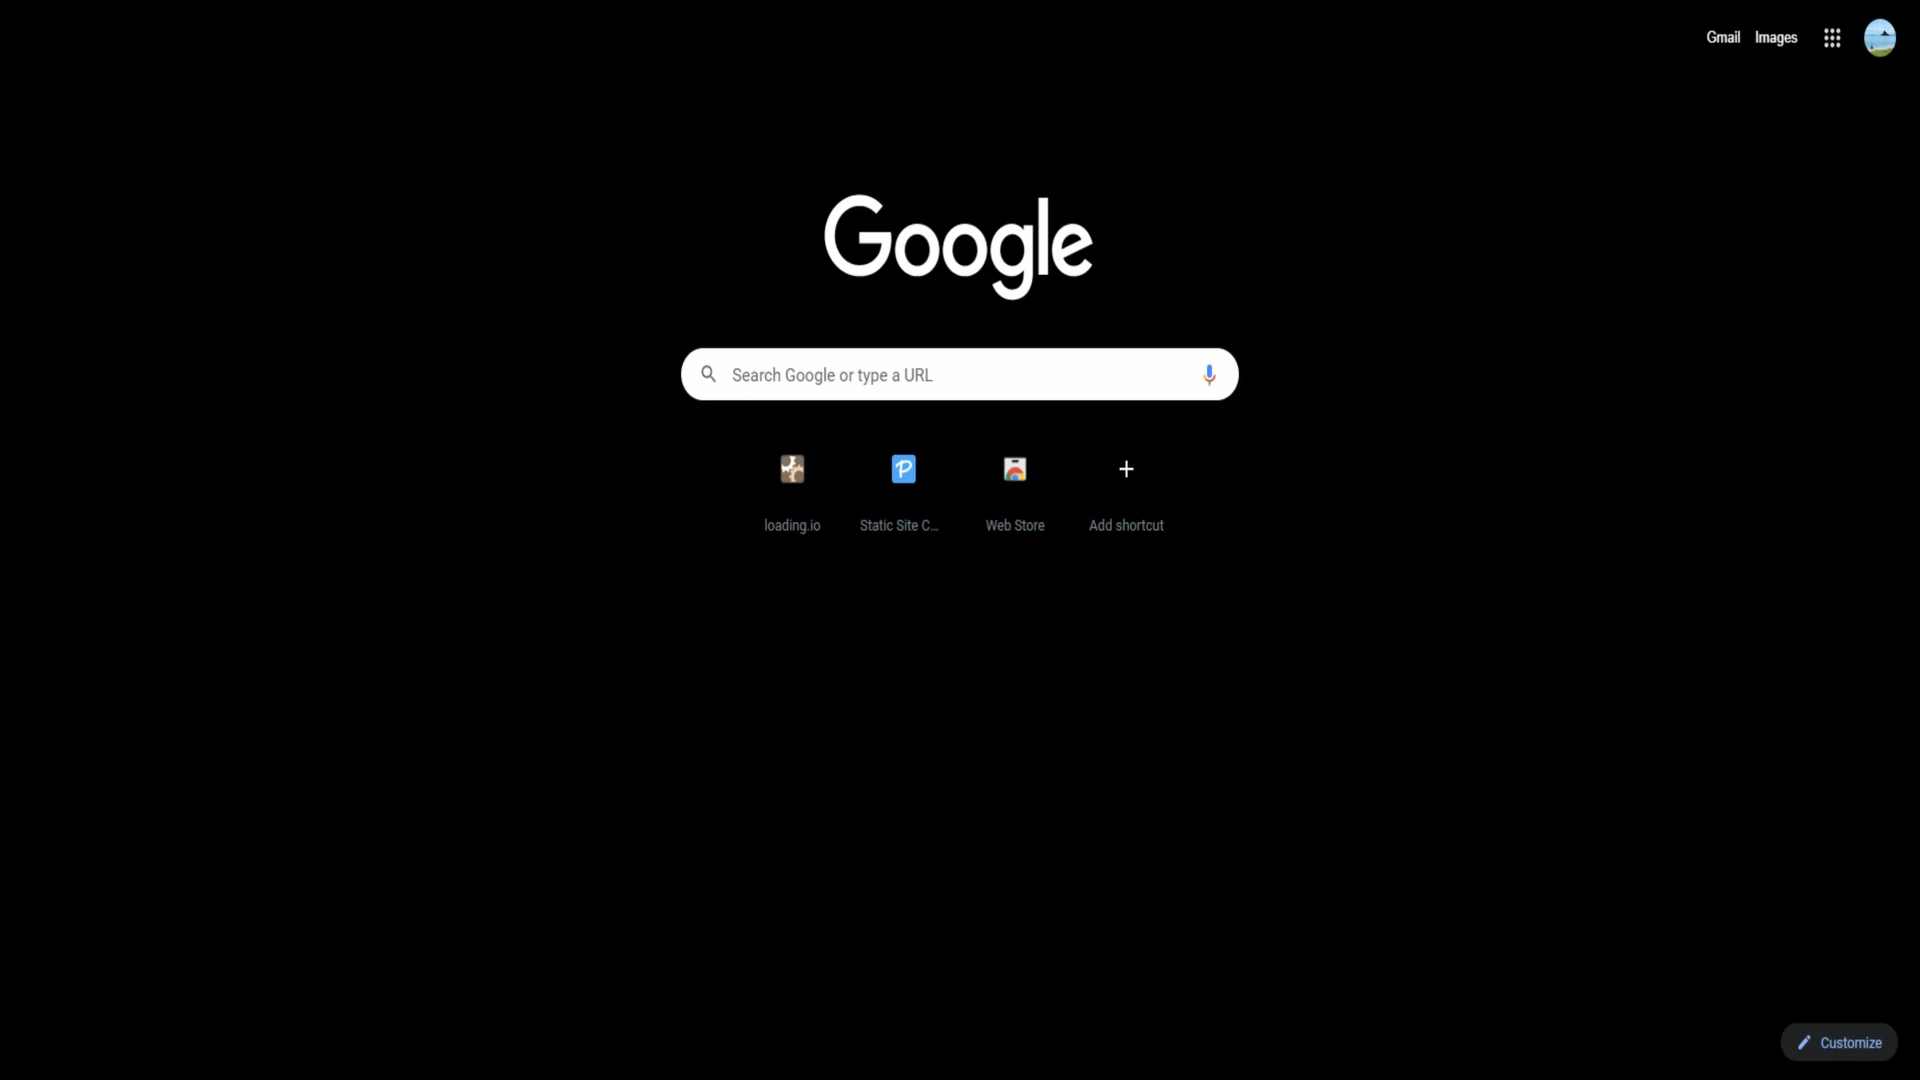 Gmail Images
Google
Search Google or type a URL
loading.io Static Site C... Web Store Add shortcut
Customize